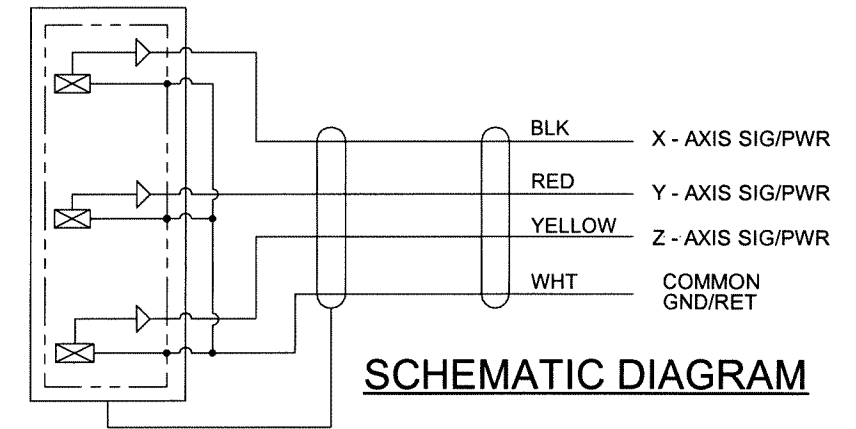 BLK
X - AXIS SIG/PWR
RED
Y - AXIS SIG/PWR
YELLOW
Z - AXIS SIG/PWR
WHT
COMMON
GND/RET
SCHEMATIC DIAGRAM